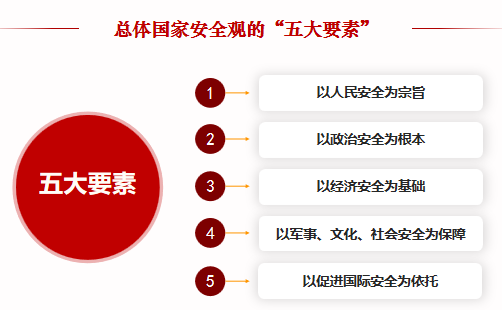 总体国家安全观的“五大要素”
五大要素
1 以人民安全为宗旨
2 以政治安全为根本
3 以经济安全为基础
4 以军事、文化、社会安全为保障
5 以促进国际安全为依托